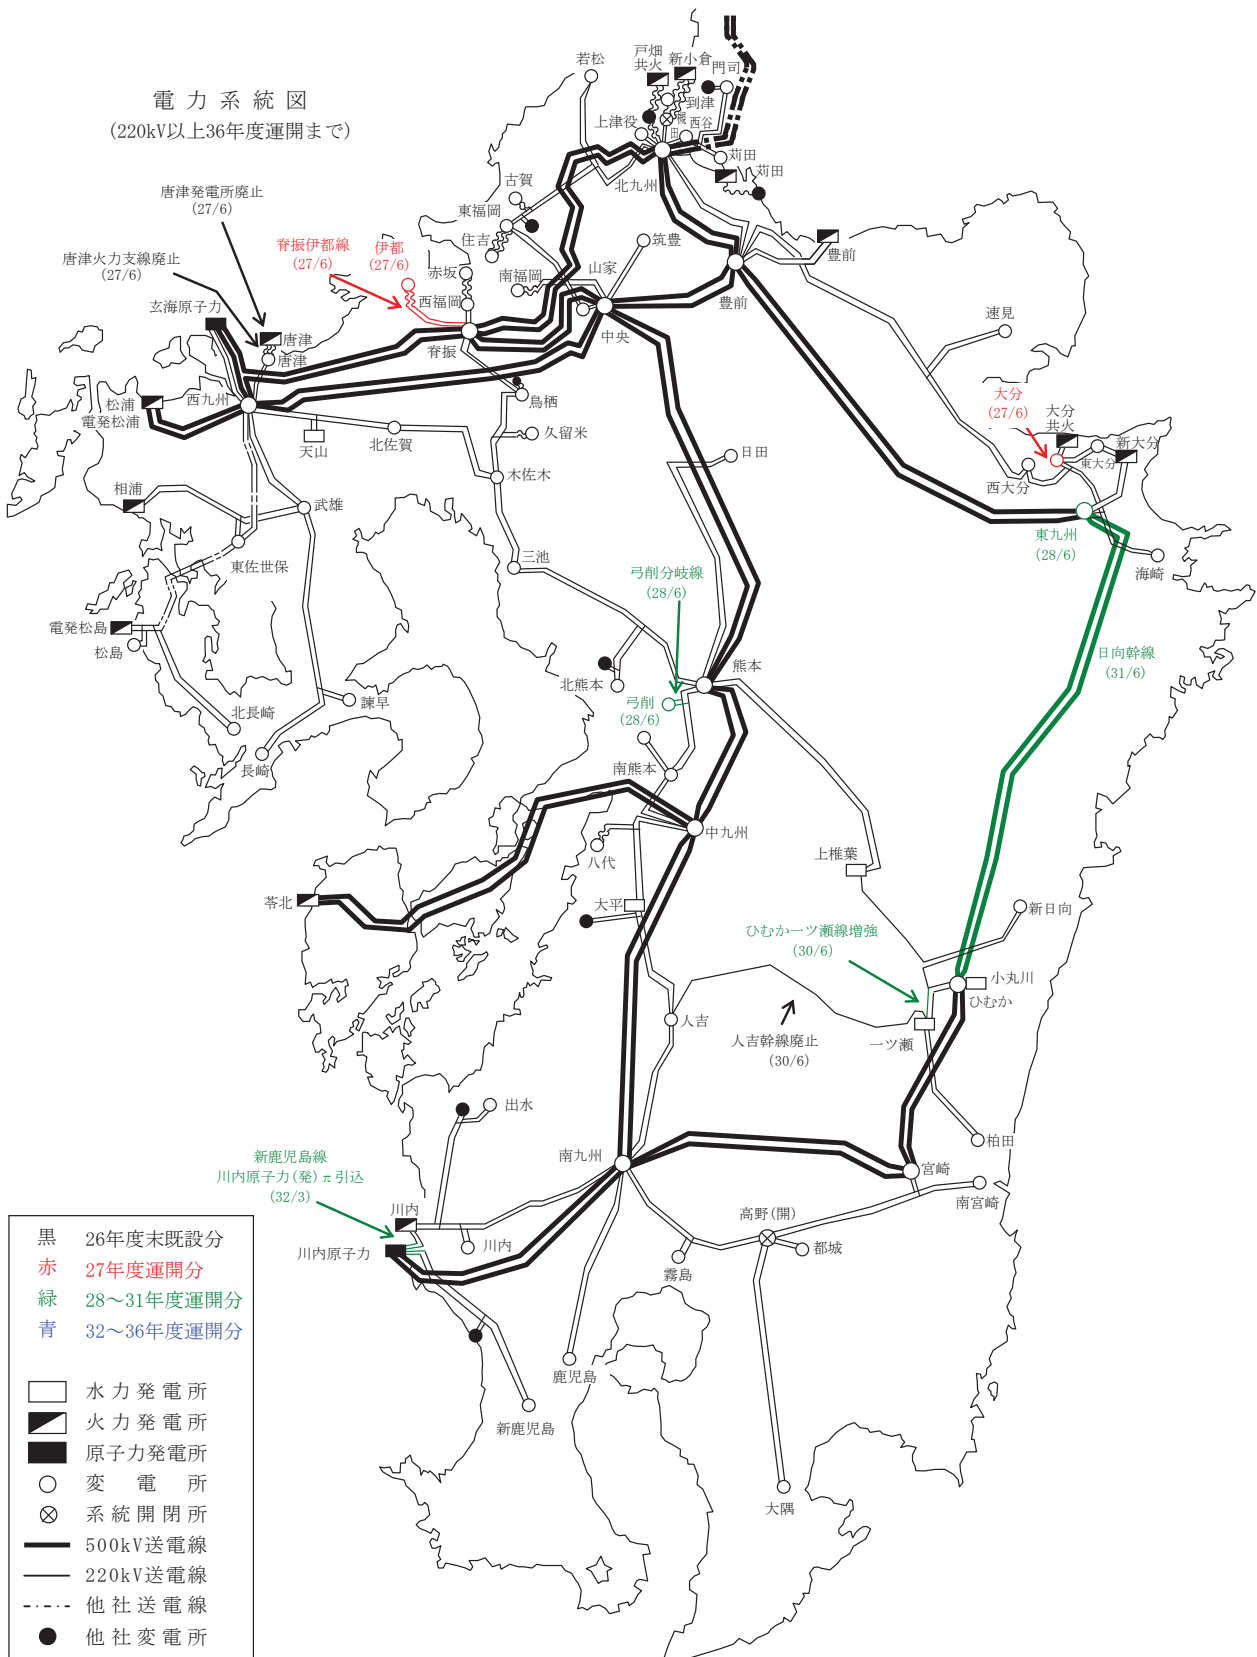 電力系統図
(220kV以上36年度運開まで)
戸畑
共火
新小倉
門司
若松
到津
上津役
西谷
北九州
苅田
苅田
古賀
東福岡
住吉
筑豊
豊前
唐津発電所廃止
(27/6)
脊振伊都線
(27/6)
伊都
(27/6)
赤坂
南福岡
山家
唐津火力支線廃止
(27/6)
西福岡
豊前
玄海原子力
唐津
唐津
脊振
中央
速見
松浦
電発松浦
西九州
鳥栖
大分
(27/6)
大分
共火
新大分
天山
北佐賀
久留米
日田
東大分
西大分
木佐木
相浦
武雄
東九州
(28/6)
東佐世保
三池
弓削分岐線
(28/6)
海崎
電発松島
松島
日向幹線
(31/6)
北熊本
熊本
弓削
(28/6)
諫早
北長崎
長崎
南熊本
中九州
八代
上椎葉
苓北
大平
新日向
ひむか一ツ瀬線増強
(30/6)
小丸川
ひむか
人吉
人吉幹線廃止
(30/6)
一ツ瀬
出水
柏田
新鹿児島線
川内原子力(発)π引込
(32/3)
南九州
宮崎
南宮崎
川内
川内
川内原子力
高野(開)
都城
霧島
鹿児島
新鹿児島
大隅
黒 26年度末既設分
赤 27年度運開分
緑 28～31年度運開分
青 32～36年度運開分
水力発電所
火力発電所
原子力発電所
変電所
系統開閉所
500kV送電線
220kV送電線
他社送電線
他社変電所